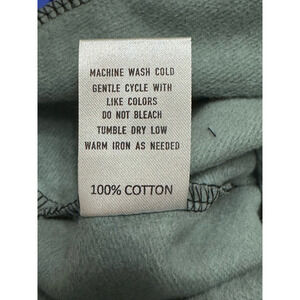 MACHINE WASH COLD
GENTLE CYCLE WITH
LIKE COLORS
DO NOT BLEACH
TUMBLE DRY LOW
WARM IRON AS NEEDED
100% COTTON